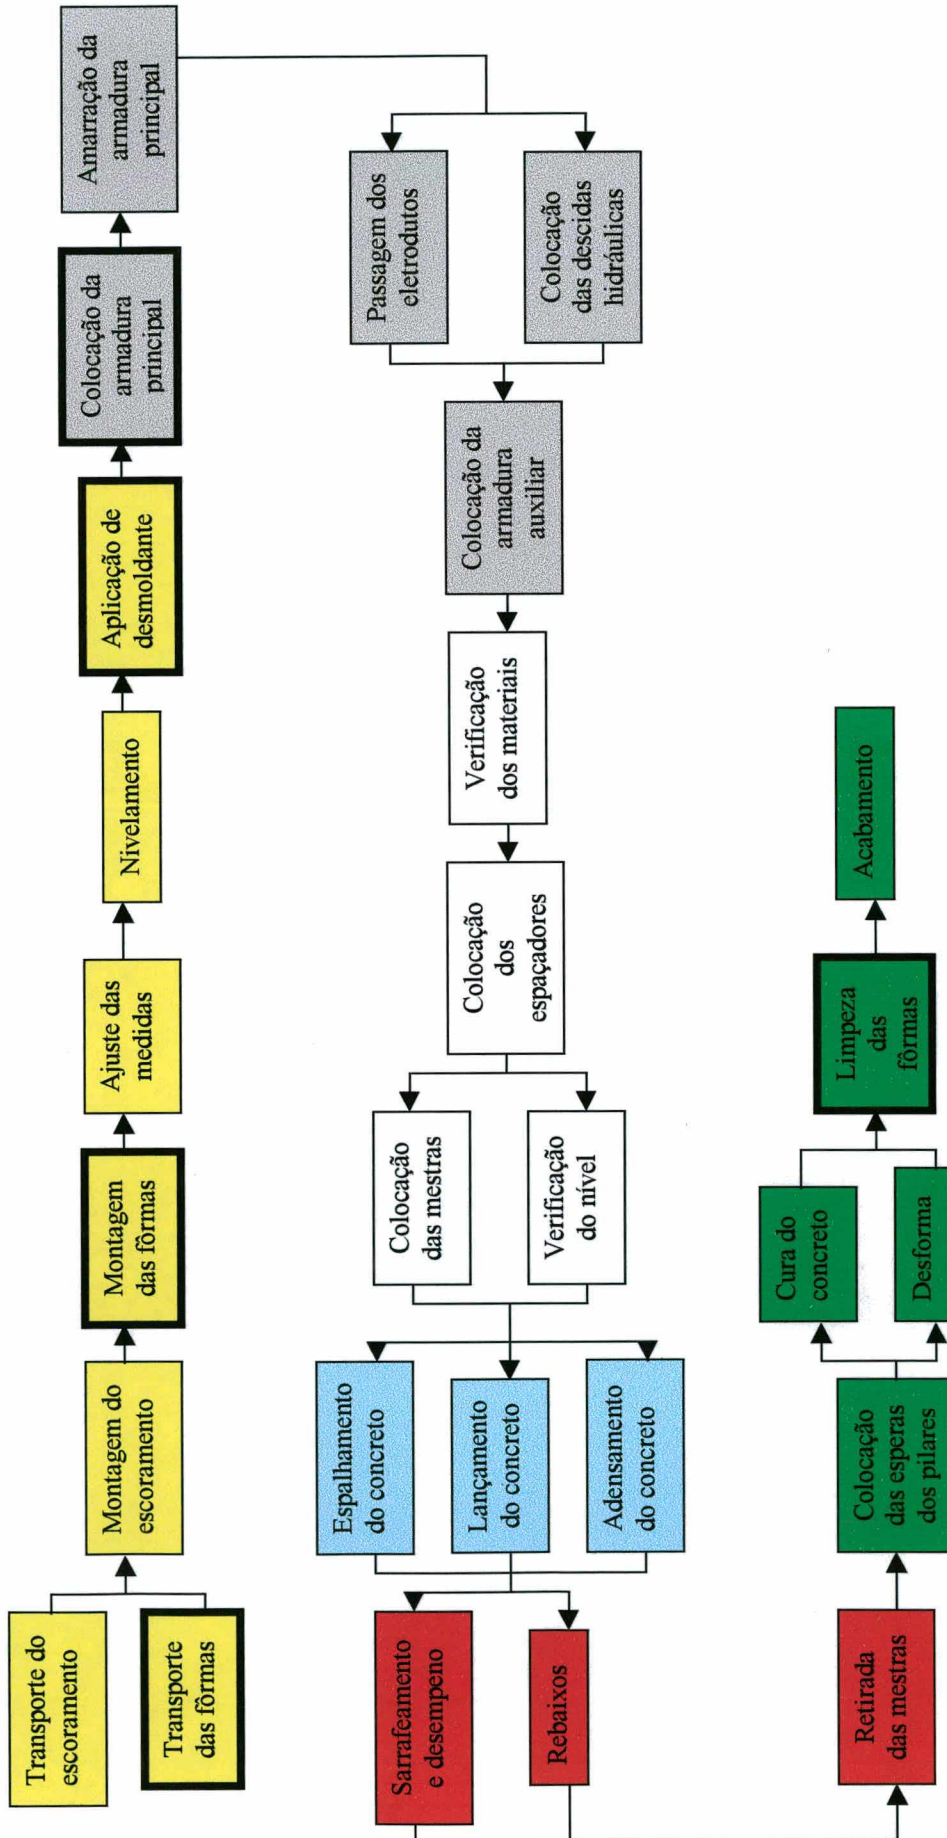 Transporte do
escoramento
Transporte
das fôrmas
Montagem do
escoramento
Montagem
das fôrmas
Ajuste das
medidas
Nivelamento
Aplicação de
desmoldante
Colocação da
armadura
principal
Amarração da
armadura
principal
Passagem dos
eletrodutos
Colocação
das descidas
hidráulicas
Colocação da
armadura
auxiliar
Verificação
dos materiais
Colocação
dos
espaçadores
Colocação
das mestras
Verificação
do nível
Espalhamento
do concreto
Lançamento
do concreto
Adensamento
do concreto
Sarrafeamento
e desempeno
Rebaixos
Retirada
das mestras
Colocação
das esperas
dos pilares
Cura do
concreto
Desforma
Limpeza
das
fôrmas
Acabamento